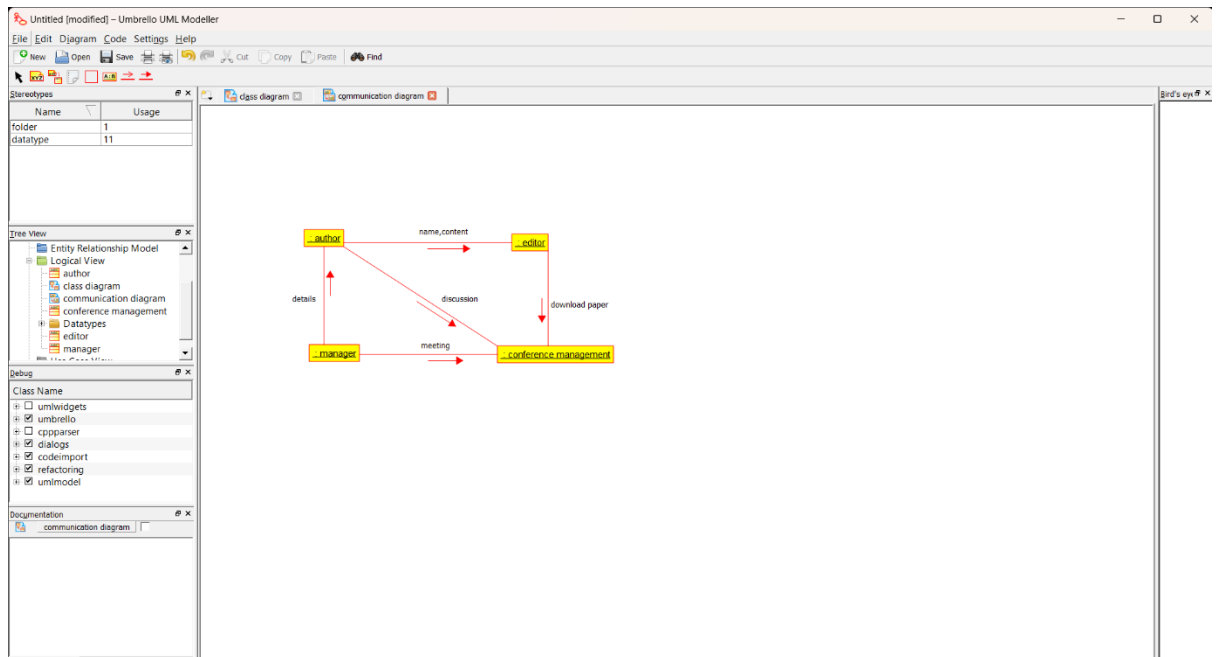 Untitled [modified] – Umbrello UML Modeller
File Edit Diagram Code Settings Help
New Open Save Cut Copy Paste Find
XYZ A:B
Stereotypes
Name Usage
folder 1
datatype 11
Tree View
Entity Relationship Model
Logical View
author
class diagram
communication diagram
conference management
Datatypes
editor
manager
Debug
Class Name
umlwidgets
umbrello
cppparser
dialogs
codeimport
refactoring
umlmodel
Documentation
communication diagram
class diagram communication diagram
: author
name,content
: editor
details
discussion
download paper
: manager
meeting
: conference management
Bird's eye